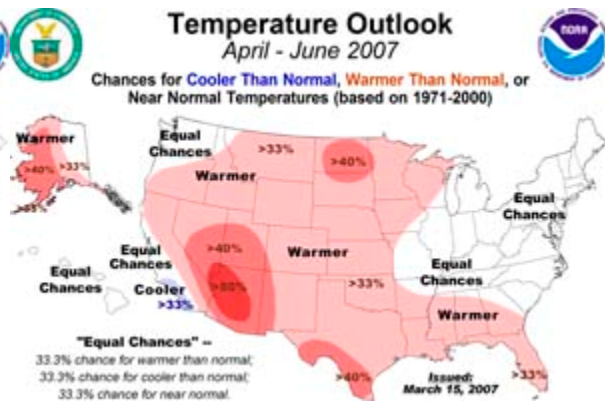 Temperature Outlook
April - June 2007
Chances for Cooler Than Normal, Warmer Than Normal, or
Near Normal Temperatures (based on 1971-2000)
NOAA
Warmer
>40%
>33%
Equal
Chances
>33%
>40%
Warmer
Equal
Chances
>40%
Warmer
Equal
Chances
Equal
Chances
Equal
Chances
Cooler
>33%
>33%
Warmer
"Equal Chances" --
33.3% chance for warmer than normal;
33.3% chance for cooler than normal;
33.3% chance for near normal.
>40%
Issued:
March 15, 2007
>33%